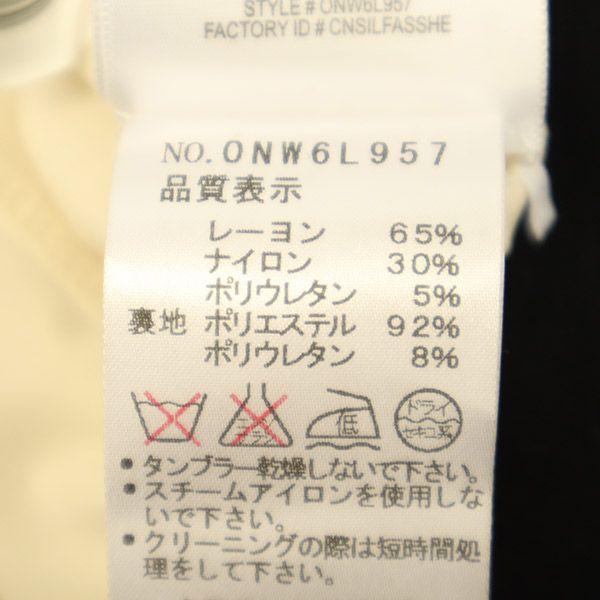 STYLE # ONW6L957
FACTORY ID # CNSILFASSHE
NO. 0NW6L957
品質表示
レーヨン 65%
ナイロン 30%
ポリウレタン 5%
裏地 ポリエステル 92%
ポリウレタン 8%
低
ドライ
セキユ系
•タンブラー乾燥しないで下さい。
•スチームアイロンを使用しな
いで下さい。
•クリーニングの際は短時間処
理をして下さい。